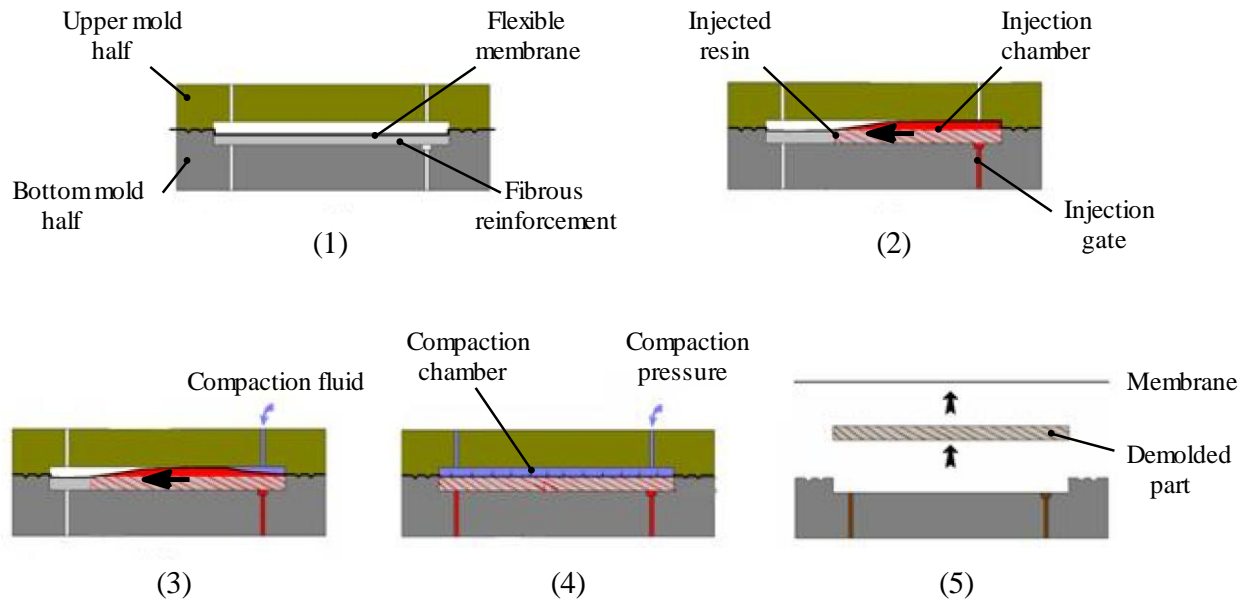 Upper mold
half
Flexible
membrane
Bottom mold
half
Fibrous
reinforcement
(1)
Injected
resin
Injection
chamber
Injection
gate
(2)
Compaction fluid
(3)
Compaction
chamber
Compaction
pressure
(4)
Membrane
Demolded
part
(5)